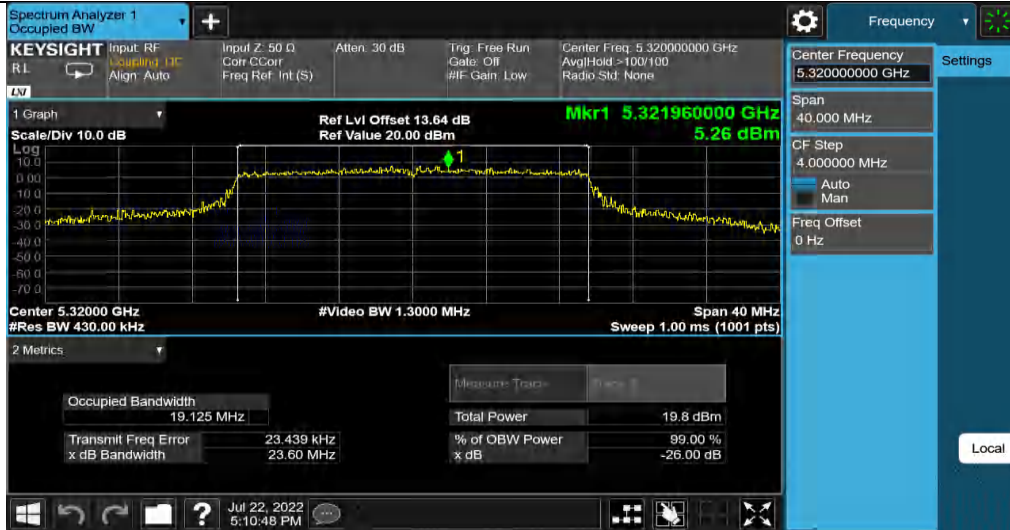 Spectrum Analyzer 1
Occupied BW
+
Frequency
KEYSIGHT
RL
LXI
Input: RF
Coupling: DC
Align: Auto
Input Z: 50 Ω
Corr CCorr
Freq Ref: Int (S)
Atten: 30 dB
Trig: Free Run
Gate: Off
#IF Gain: Low
Center Freq: 5.320000000 GHz
Avg|Hold >100/100
Radio Std: None
1 Graph
Scale/Div 10.0 dB
Ref Lvl Offset 13.64 dB
Ref Value 20.00 dBm
Mkr1 5.321960000 GHz
5.26 dBm
Log
10.0
0.00
-10.0
-20.0
-30.0
-40.0
-50.0
-60.0
-70.0
1
Center 5.32000 GHz
#Res BW 430.00 kHz
#Video BW 1.3000 MHz
Span 40 MHz
Sweep 1.00 ms (1001 pts)
2 Metrics
Measure Trace
Trace 1
Occupied Bandwidth
19.125 MHz
Total Power 19.8 dBm
Transmit Freq Error 23.439 kHz
% of OBW Power 99.00 %
x dB Bandwidth 23.60 MHz
x dB -26.00 dB
Center Frequency
5.320000000 GHz
Settings
Span
40.000 MHz
CF Step
4.000000 MHz
Auto
Man
Freq Offset
0 Hz
Local
?
Jul 22, 2022
5:10:48 PM